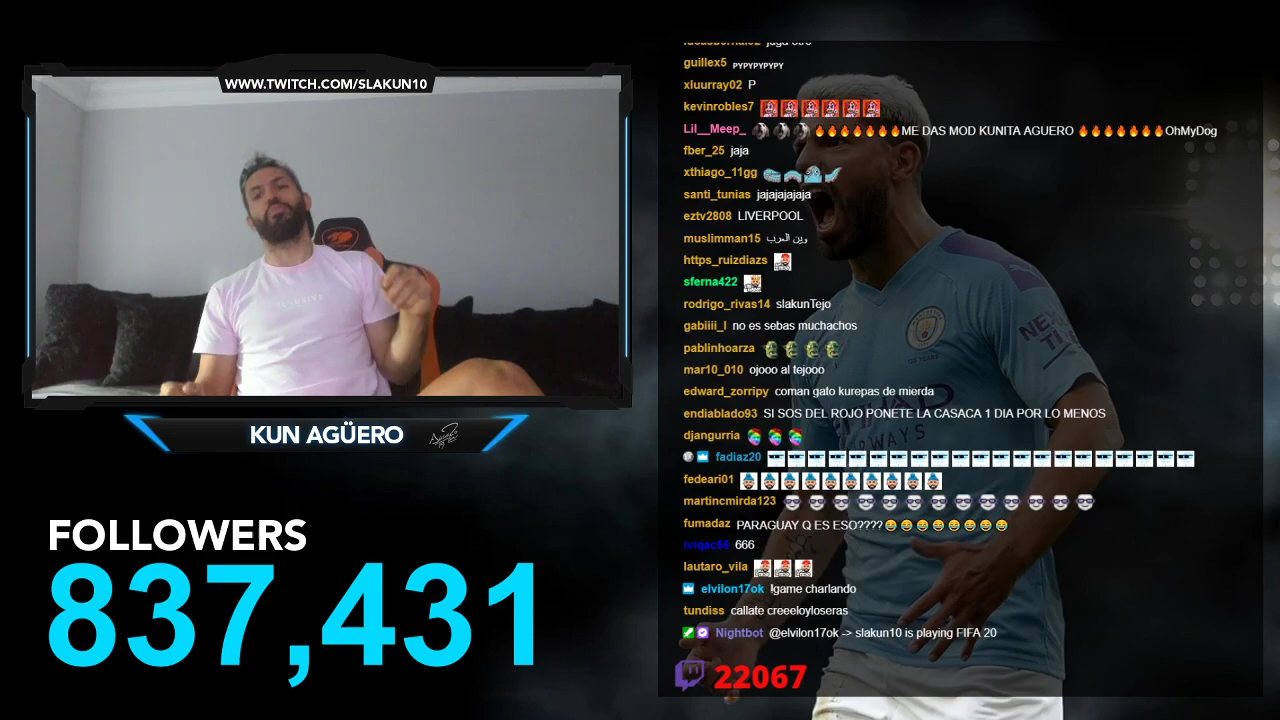 WWW.TWITCH.COM/SLAKUN10
KUN AGÜERO
FOLLOWERS
837,431
guillex5 PYPYPYPYPY
xluurray02 P
kevinrobles7
Lil__Meep_ ME DAS MOD KUNITA AGUERO OhMyDog
fber_25 jaja
xthiago_11gg
santi_tunias jajajajajaja
eztv2808 LIVERPOOL
muslimman15 وين العرب
https_ruizdiazs
sferna422
rodrigo_rivas14 slakunTejo
gabiiii_l no es sebas muchachos
pablinhoarza
mar10_010 ojooo al tejooo
edward_zorripy coman gato kurepas de mierda
endiablado93 SI SOS DEL ROJO PONETE LA CASACA 1 DIA POR LO MENOS
djangurria
fadiaz20
fedeari01
martincmirda123
fumadaz PARAGUAY Q ES ESO????
666
lautaro_vila
elvilon17ok !game charlando
tundiss callate creeeloyloseras
Nightbot @elvilon17ok -> slakun10 is playing FIFA 20
22067